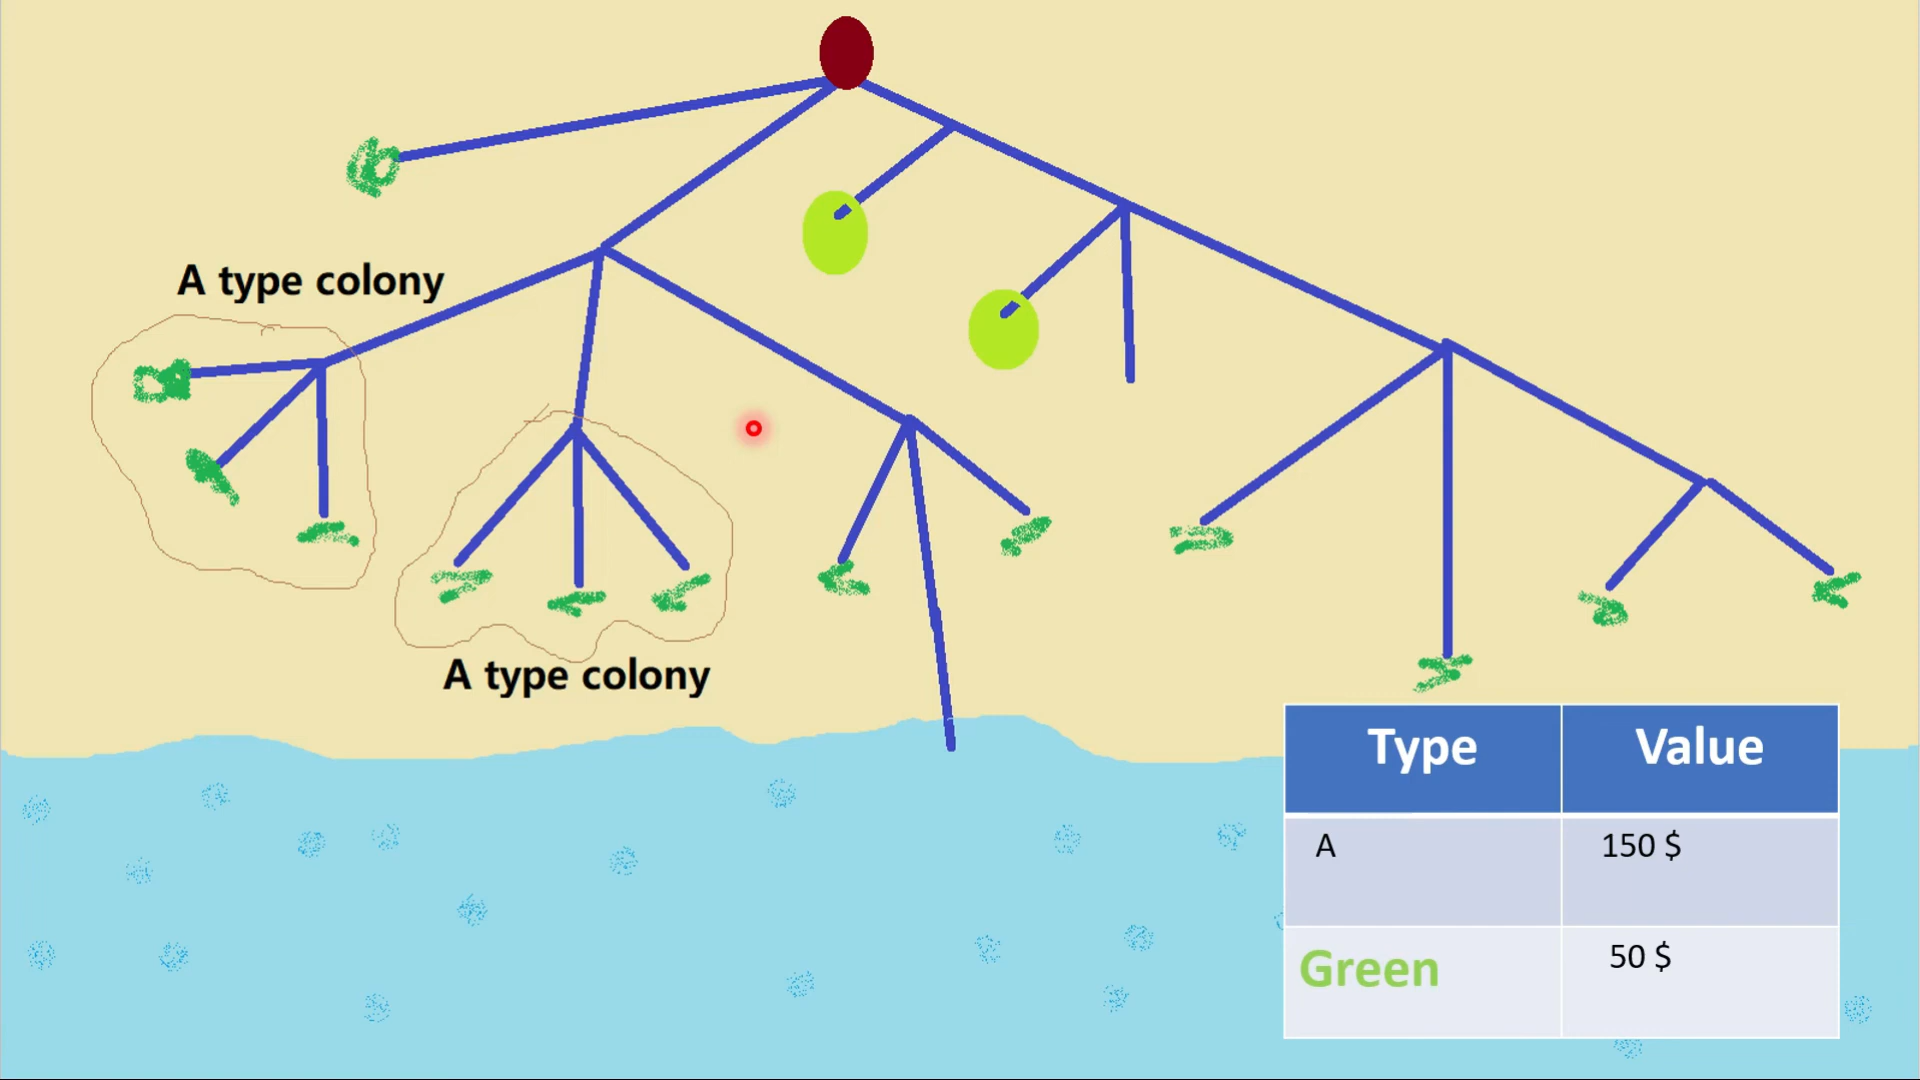 A type colony
A type colony
Type Value
A 150 $
Green 50 $